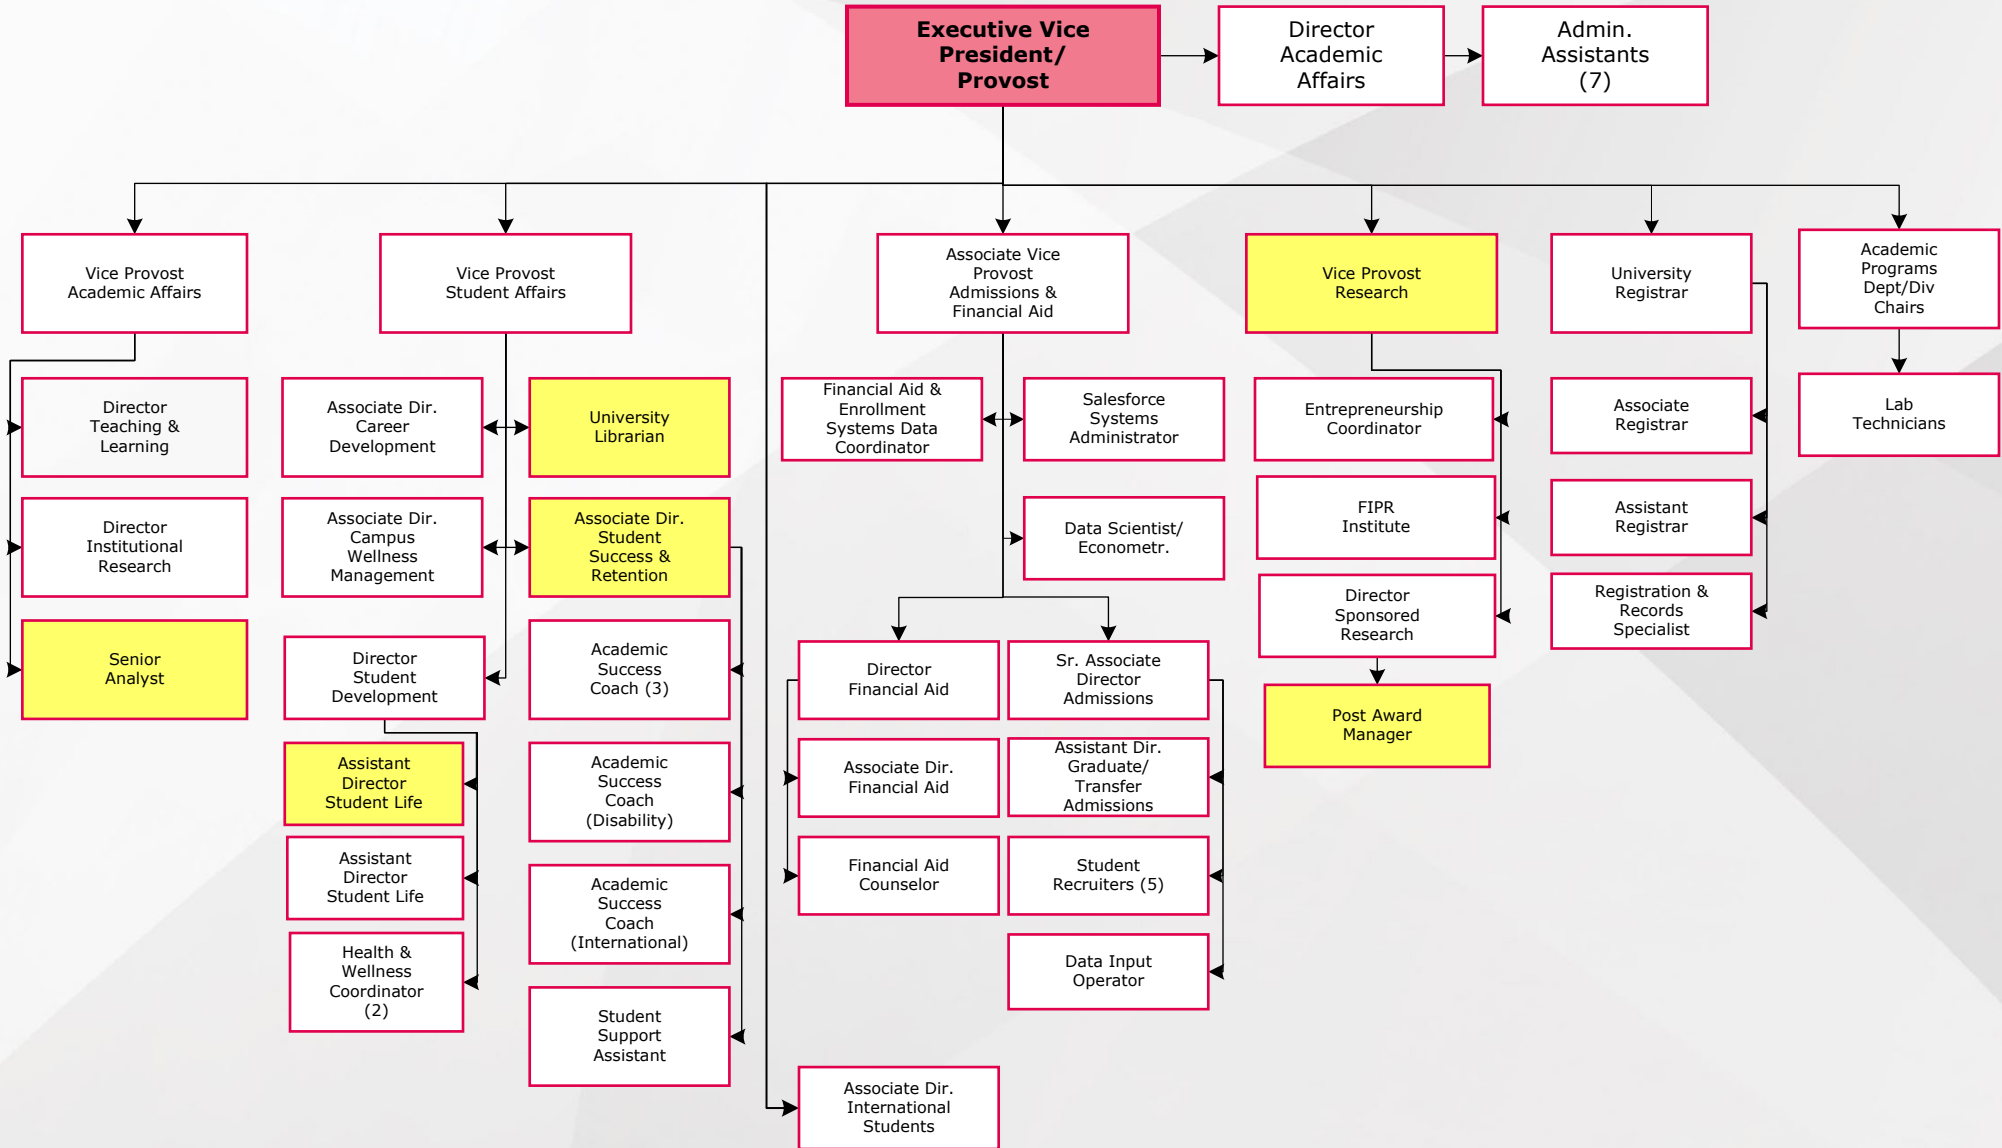 Executive Vice
President/
Provost
Director
Academic
Affairs
Admin.
Assistants
(7)
Vice Provost
Academic Affairs
Vice Provost
Student Affairs
Associate Vice
Provost
Admissions &
Financial Aid
Vice Provost
Research
University
Registrar
Academic
Programs
Dept/Div
Chairs
Director
Teaching &
Learning
Associate Dir.
Career
Development
University
Librarian
Financial Aid &
Enrollment
Systems Data
Coordinator
Salesforce
Systems
Administrator
Entrepreneurship
Coordinator
Associate
Registrar
Lab
Technicians
Director
Institutional
Research
Associate Dir.
Campus
Wellness
Management
Associate Dir.
Student
Success &
Retention
Data Scientist/
Econometr.
FIPR
Institute
Assistant
Registrar
Director
Sponsored
Research
Registration &
Records
Specialist
Senior
Analyst
Director
Student
Development
Academic
Success
Coach (3)
Director
Financial Aid
Sr. Associate
Director
Admissions
Post Award
Manager
Assistant
Director
Student Life
Academic
Success
Coach
(Disability)
Associate Dir.
Financial Aid
Assistant Dir.
Graduate/
Transfer
Admissions
Assistant
Director
Student Life
Academic
Success
Coach
(International)
Financial Aid
Counselor
Student
Recruiters (5)
Health &
Wellness
Coordinator
(2)
Data Input
Operator
Student
Support
Assistant
Associate Dir.
International
Students